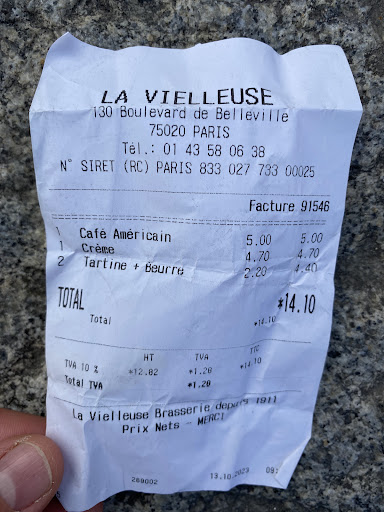 LA VIELLEUSE
130 Boulevard de Belleville
75020 PARIS
Tél.: 01 43 58 06 38
N° SIRET (RC) PARIS 833 027 733 00025
Facture 91546
1 Café Américain 5.00 5.00
1 Crème 4.70 4.70
2 Tartine + Beurre 2.20 4.40
TOTAL *14.10
Total *14.10
HT TVA TTC
TVA 10 % *12.82 *1.28 *14.10
Total TVA *1.28
La Vielleuse Brasserie depuis 1911
Prix Nets - MERCI
13.10.2023